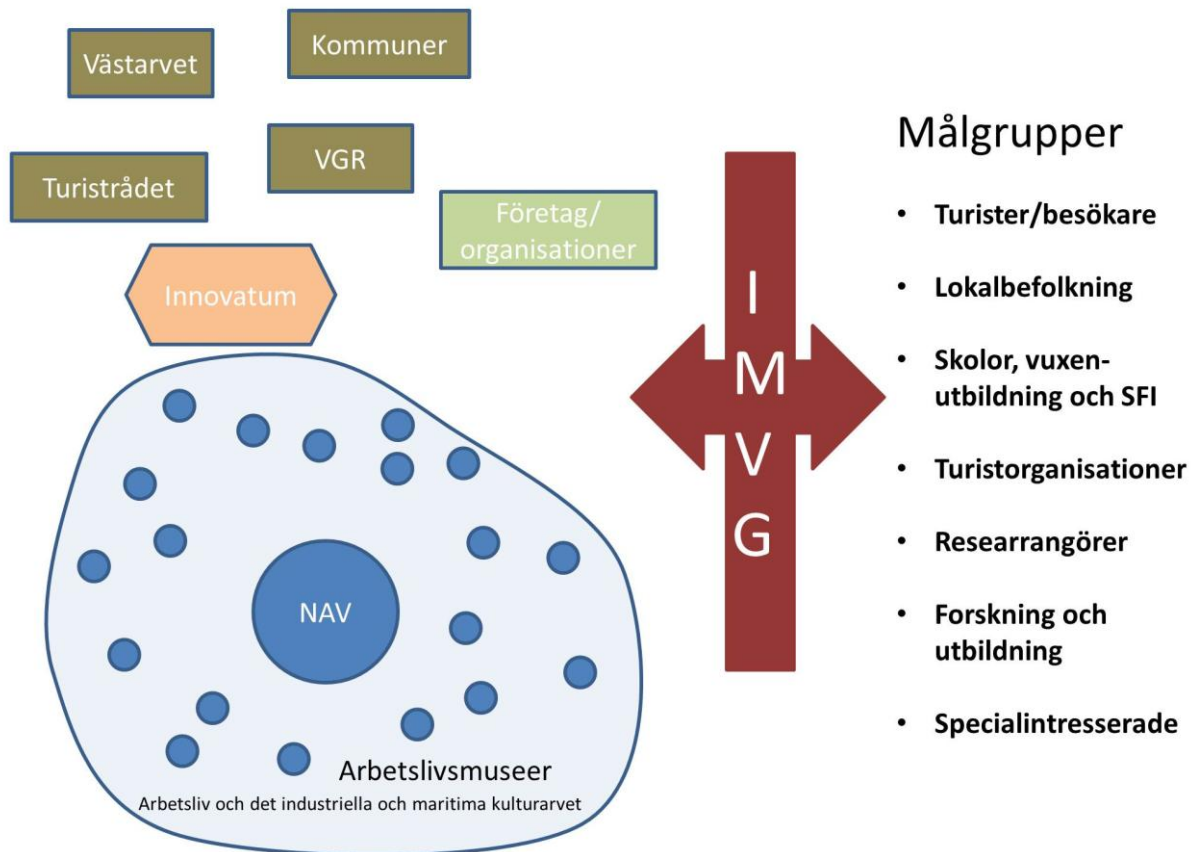 Västarvet
Kommuner
Turistrådet
VGR
Företag/
organisationer
Innovatum
NAV
Arbetslivsmuseer
Arbetsliv och det industriella och maritima kulturarvet
I
M
V
G
Målgrupper
• Turister/besökare
• Lokalbefolkning
• Skolor, vuxen-
utbildning och SFI
• Turistorganisationer
• Researrangörer
• Forskning och
utbildning
• Specialintresserade